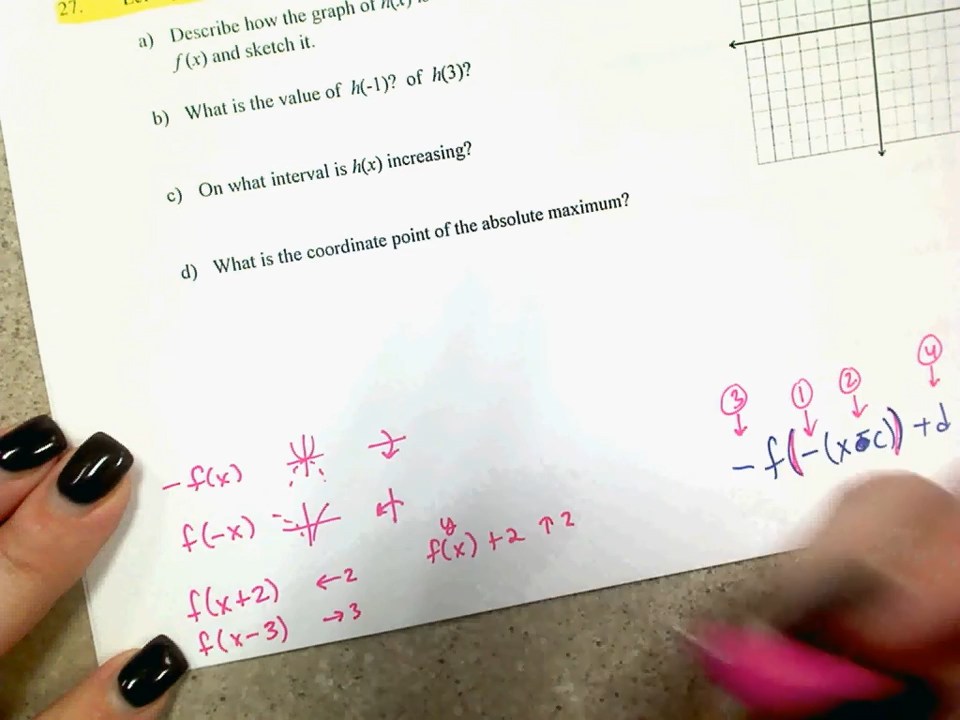 27.
a) Describe how the graph of h(x)
f(x) and sketch it.
b) What is the value of h(-1)? of h(3)?
c) On what interval is h(x) increasing?
d) What is the coordinate point of the absolute maximum?
③ ① ② ④
-f(-(x c)) + d
-f(x)
f(-x)
y
f(x) + 2 ↑2
f(x+2) ←2
f(x-3) →3